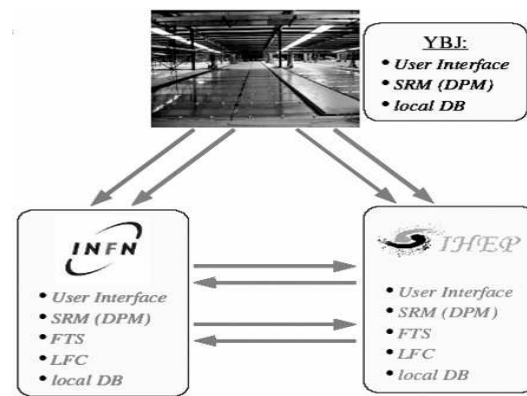 YBJ:
• User Interface
• SRM (DPM)
• local DB
INFN
• User Interface
• SRM (DPM)
• FTS
• LFC
• local DB
IHEP
• User Interface
• SRM (DPM)
• FTS
• LFC
• local DB